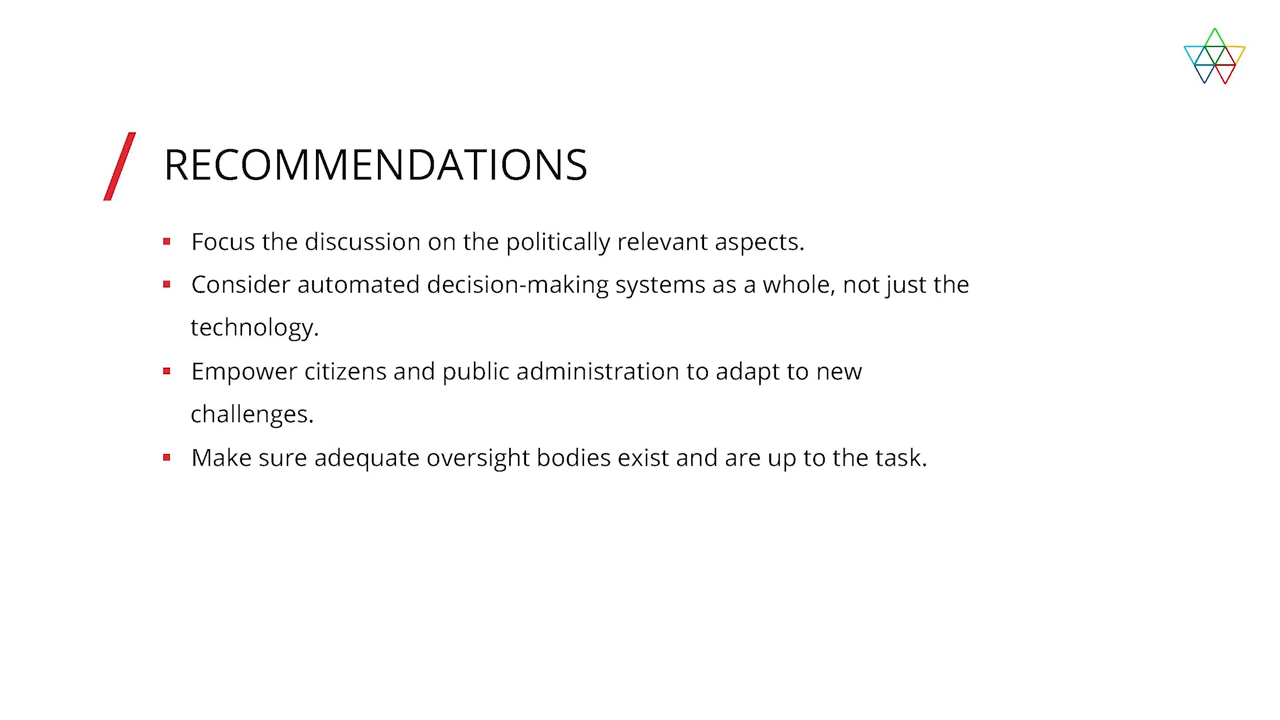 RECOMMENDATIONS
▪ Focus the discussion on the politically relevant aspects.
▪ Consider automated decision-making systems as a whole, not just the
technology.
▪ Empower citizens and public administration to adapt to new
challenges.
▪ Make sure adequate oversight bodies exist and are up to the task.